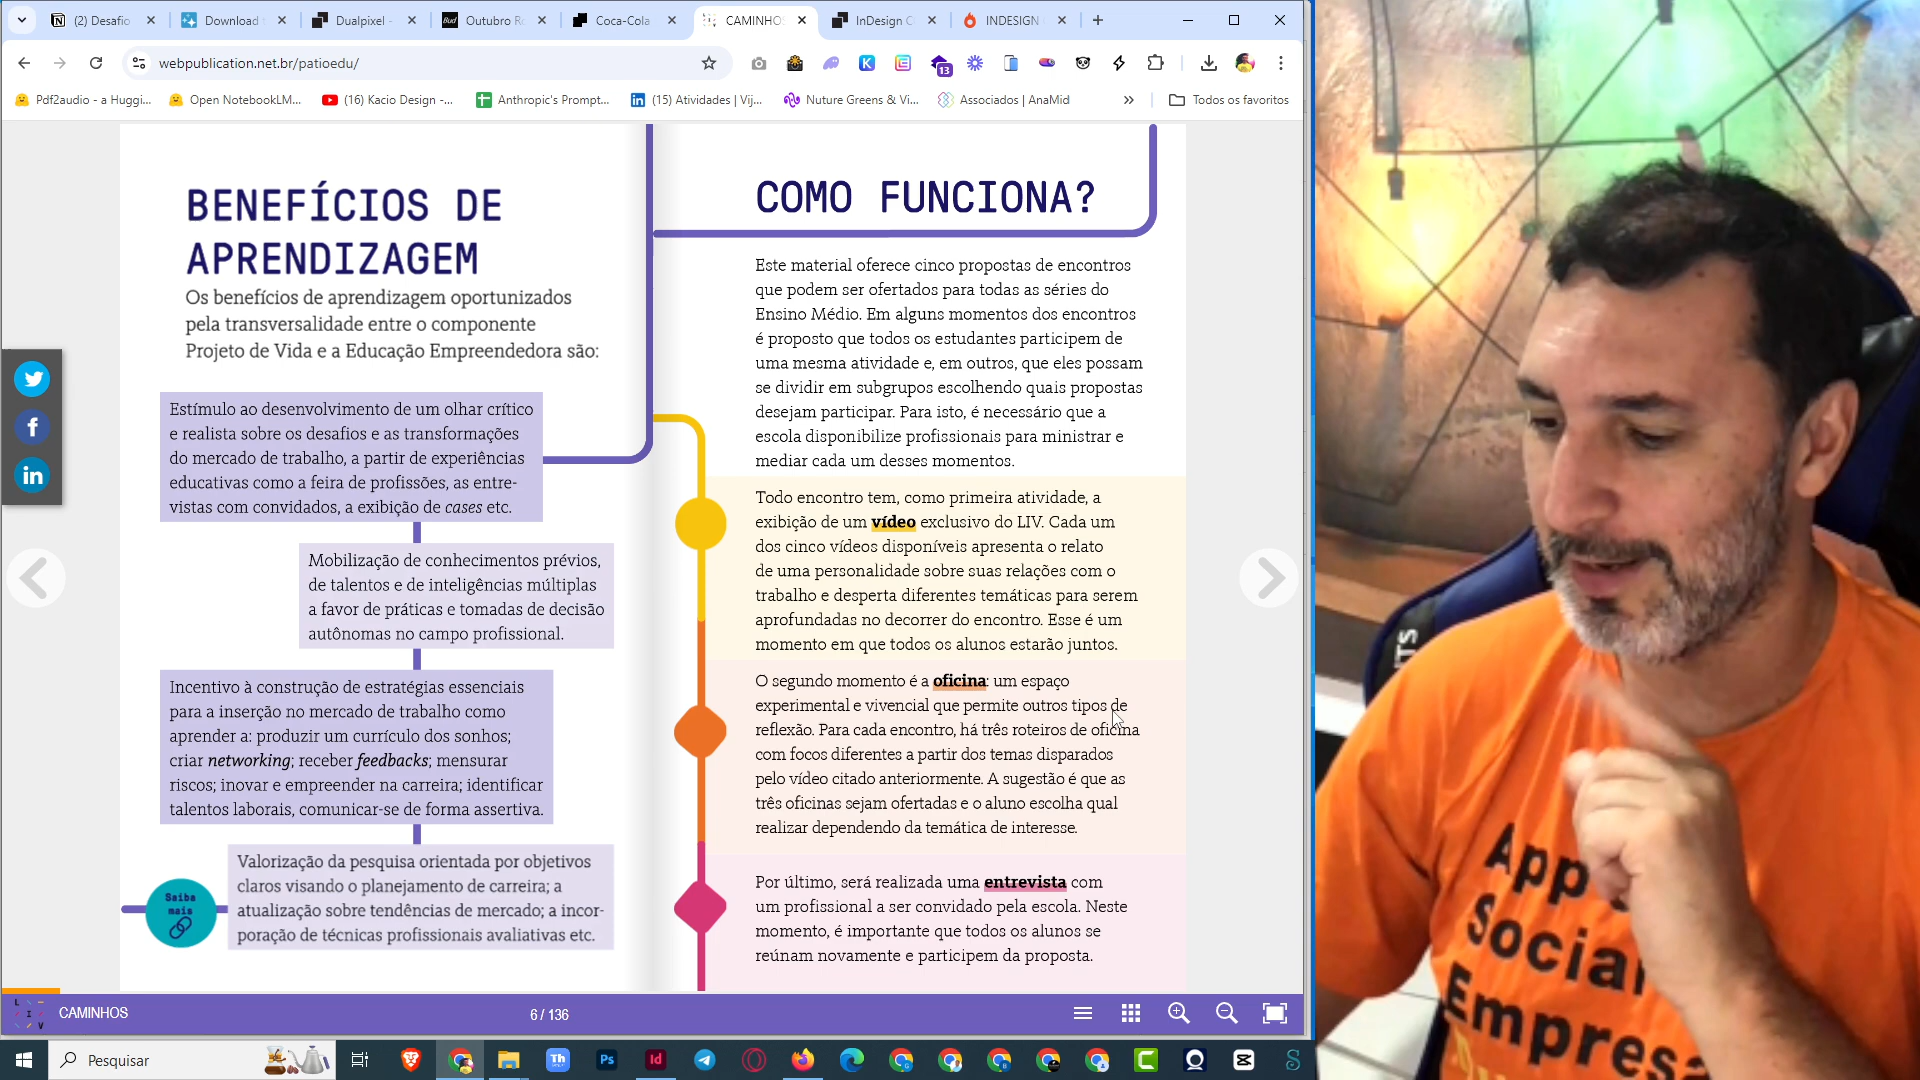 (2) Desafio
Download
Dualpixel -
Outubro Ro
Coca-Cola
CAMINHOS
InDesign C
INDESIGN
webpublication.net.br/patioedu/
13
Pdf2audio - a Huggi...
Open NotebookLM...
(16) Kacio Design -...
Anthropic's Prompt...
(15) Atividades | Vij...
Nuture Greens & Vi...
Associados | AnaMid
Todos os favoritos
BENEFÍCIOS DE
APRENDIZAGEM
Os benefícios de aprendizagem oportunizados
pela transversalidade entre o componente
Projeto de Vida e a Educação Empreendedora são:
Estímulo ao desenvolvimento de um olhar crítico
e realista sobre os desafios e as transformações
do mercado de trabalho, a partir de experiências
educativas como a feira de profissões, as entre-
vistas com convidados, a exibição de cases etc.
Mobilização de conhecimentos prévios,
de talentos e de inteligências múltiplas
a favor de práticas e tomadas de decisão
autônomas no campo profissional.
Incentivo à construção de estratégias essenciais
para a inserção no mercado de trabalho como
aprender a: produzir um currículo dos sonhos;
criar networking; receber feedbacks; mensurar
riscos; inovar e empreender na carreira; identificar
talentos laborais, comunicar-se de forma assertiva.
Saiba
mais
Valorização da pesquisa orientada por objetivos
claros visando o planejamento de carreira; a
atualização sobre tendências de mercado; a incor-
poração de técnicas profissionais avaliativas etc.
COMO FUNCIONA?
Este material oferece cinco propostas de encontros
que podem ser ofertados para todas as séries do
Ensino Médio. Em alguns momentos dos encontros
é proposto que todos os estudantes participem de
uma mesma atividade e, em outros, que eles possam
se dividir em subgrupos escolhendo quais propostas
desejam participar. Para isto, é necessário que a
escola disponibilize profissionais para ministrar e
mediar cada um desses momentos.
Todo encontro tem, como primeira atividade, a
exibição de um vídeo exclusivo do LIV. Cada um
dos cinco vídeos disponíveis apresenta o relato
de uma personalidade sobre suas relações com o
trabalho e desperta diferentes temáticas para serem
aprofundadas no decorrer do encontro. Esse é um
momento em que todos os alunos estarão juntos.
O segundo momento é a oficina: um espaço
experimental e vivencial que permite outros tipos de
reflexão. Para cada encontro, há três roteiros de oficina
com focos diferentes a partir dos temas disparados
pelo vídeo citado anteriormente. A sugestão é que as
três oficinas sejam ofertadas e o aluno escolha qual
realizar dependendo da temática de interesse.
Por último, será realizada uma entrevista com
um profissional a ser convidado pela escola. Neste
momento, é importante que todos os alunos se
reúnam novamente e participem da proposta.
L I V
CAMINHOS
6 / 136
Pesquisar
Th
Ps
Id
App
Social
Empresa